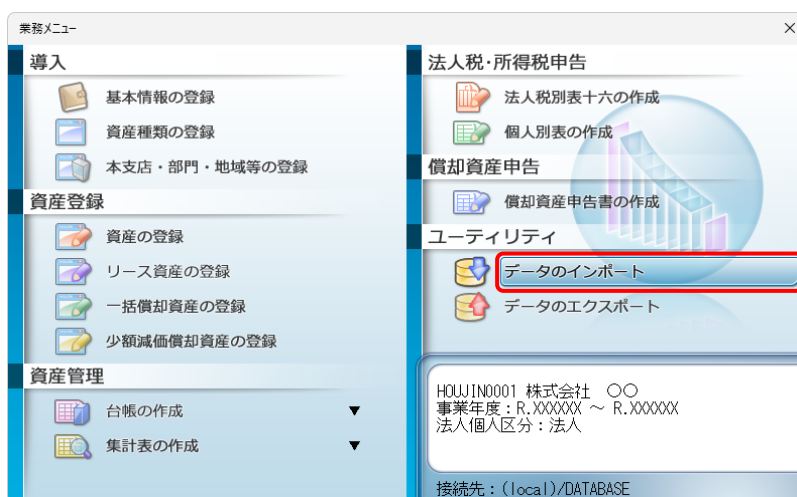 業務メニュー
導入
基本情報の登録
資産種類の登録
本支店・部門・地域等の登録
資産登録
資産の登録
リース資産の登録
一括償却資産の登録
少額減価償却資産の登録
資産管理
台帳の作成 ▼
集計表の作成 ▼
法人税・所得税申告
法人税別表十六の作成
個人別表の作成
償却資産申告
償却資産申告書の作成
ユーティリティ
データのインポート
データのエクスポート
HOUJIN0001 株式会社 ○○
事業年度：R.XXXXXX ～ R.XXXXXX
法人個人区分：法人
接続先：(local)/DATABASE